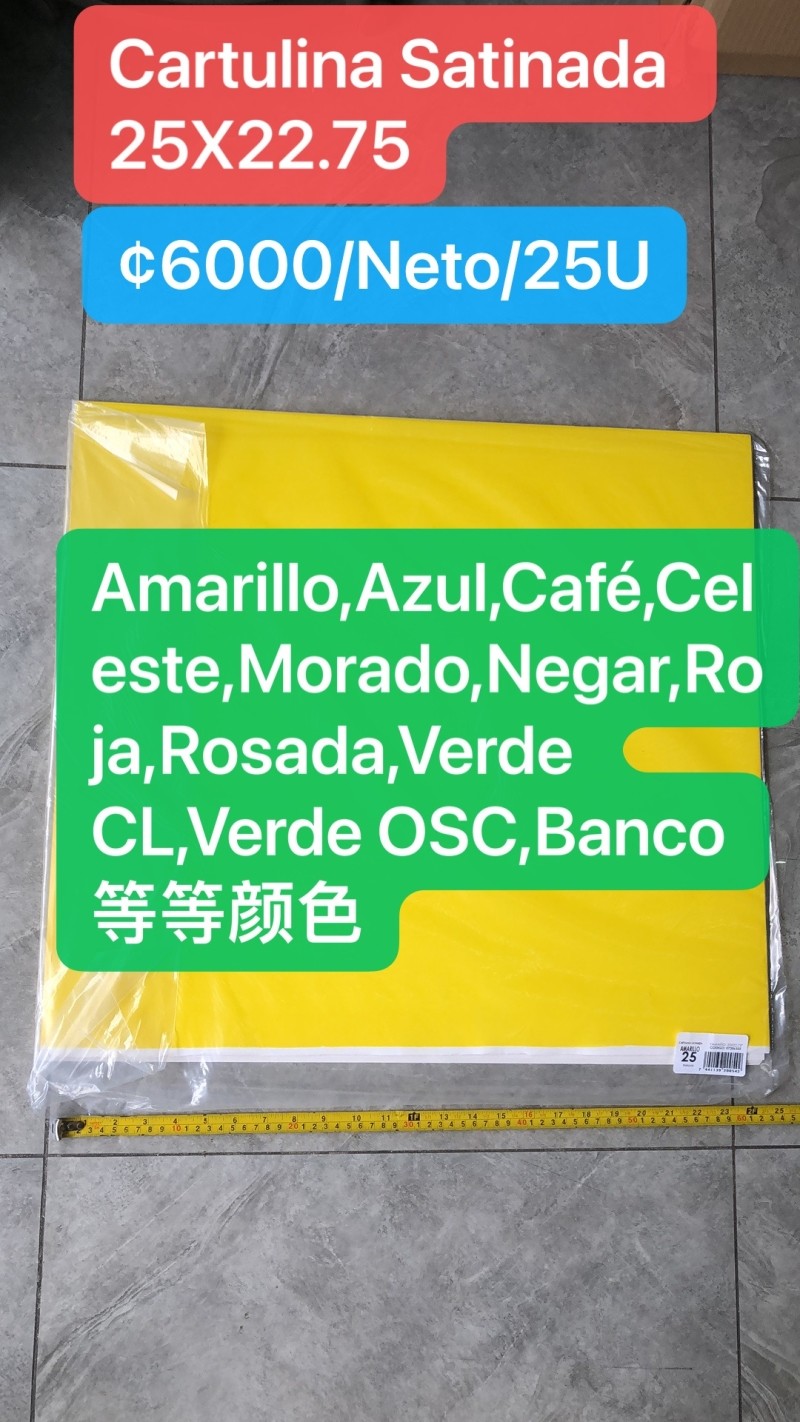 Cartulina Satinada
25X22.75
¢6000/Neto/25U
Amarillo,Azul,Café,Cel
este,Morado,Negar,Ro
ja,Rosada,Verde
CL,Verde OSC,Banco
等等颜色
AMARILLO
25